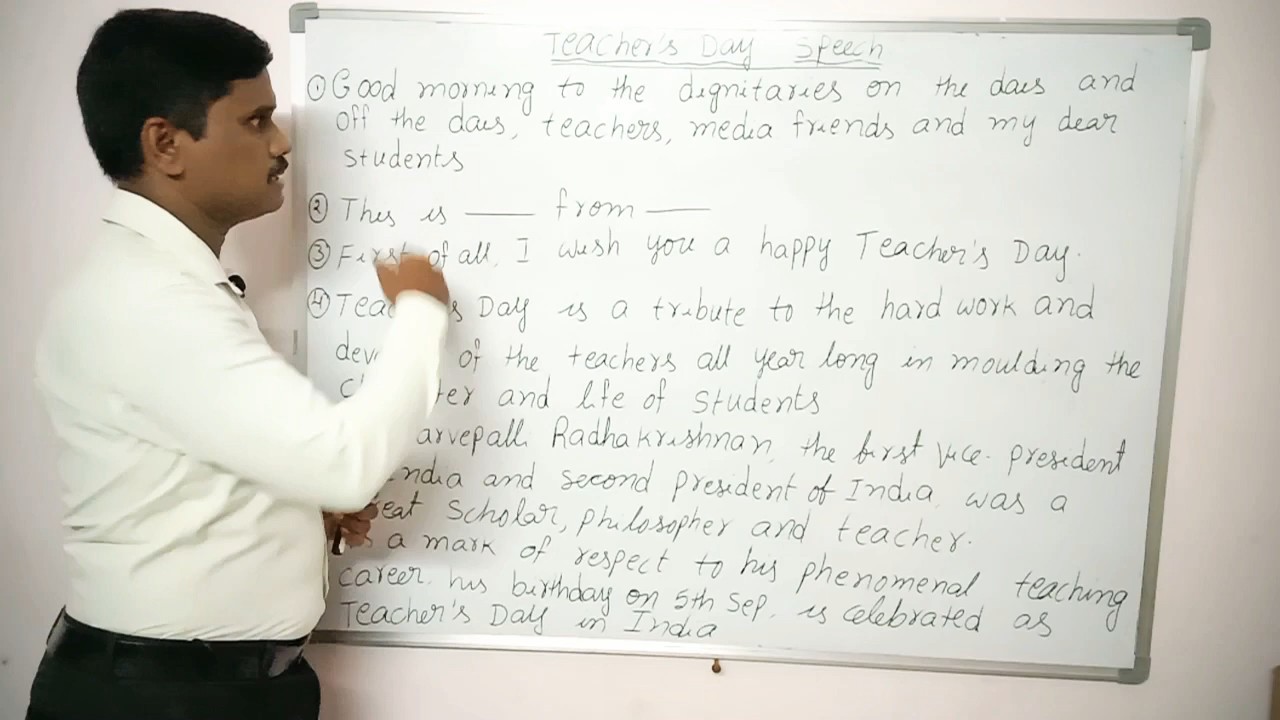 Teacher's Day Speech
① Good morning to the dignitaries on the dais and
off the dais, teachers, media friends and my dear
students
② This is ____ from ____
③ First of all, I wish you a happy Teacher's Day.
④ Day is a tribute to the hard work and
of the teachers all year long in moulding the
and life of students
Radhakrishnan, the first Vice-president
and second president of India, was a
Scholar, philosopher and teacher.
a mark of respect to his phenomenal teaching
career, his birthday on 5th Sep. is celebrated as
Teacher's Day in India